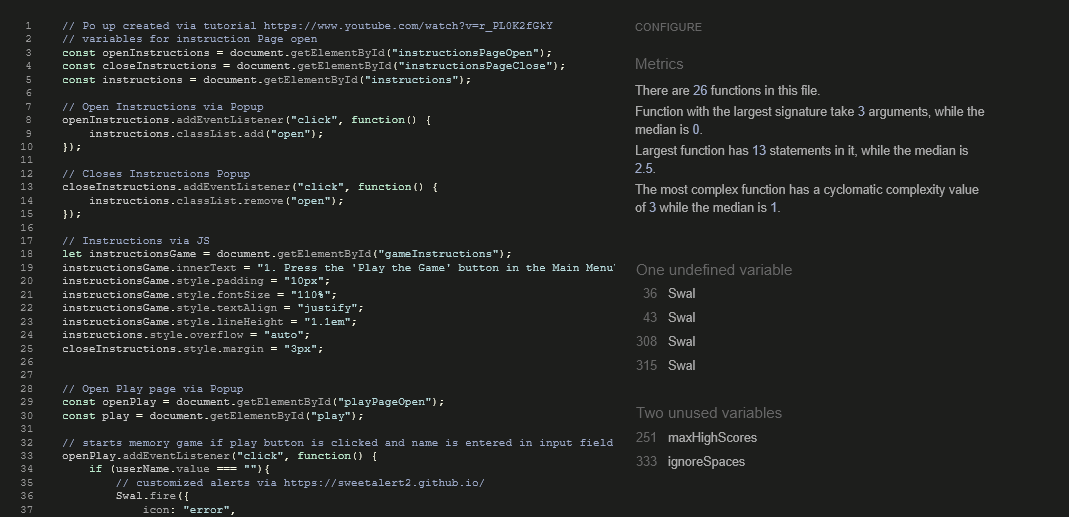 1 // Po up created via tutorial https://www.youtube.com/watch?v=r_PL0K2fGkY
2 // variables for instruction Page open
3 const openInstructions = document.getElementById("instructionsPageOpen");
4 const closeInstructions = document.getElementById("instructionsPageClose");
5 const instructions = document.getElementById("instructions");
6
7 // Open Instructions via Popup
8 openInstructions.addEventListener("click", function() {
9 instructions.classList.add("open");
10 });
11
12 // Closes Instructions Popup
13 closeInstructions.addEventListener("click", function() {
14 instructions.classList.remove("open");
15 });
16
17 // Instructions via JS
18 let instructionsGame = document.getElementById("gameInstructions");
19 instructionsGame.innerText = "1. Press the 'Play the Game' button in the Main Menu'
20 instructionsGame.style.padding = "10px";
21 instructionsGame.style.fontSize = "110%";
22 instructionsGame.style.textAlign = "justify";
23 instructionsGame.style.lineHeight = "1.1em";
24 instructions.style.overflow = "auto";
25 closeInstructions.style.margin = "3px";
26
27
28 // Open Play page via Popup
29 const openPlay = document.getElementById("playPageOpen");
30 const play = document.getElementById("play");
31
32 // starts memory game if play button is clicked and name is entered in input field
33 openPlay.addEventListener("click", function() {
34 if (userName.value === ""){
35 // customized alerts via https://sweetalert2.github.io/
36 Swal.fire({
37 icon: "error",
CONFIGURE
Metrics
There are 26 functions in this file.
Function with the largest signature take 3 arguments, while the
median is 0.
Largest function has 13 statements in it, while the median is
2.5.
The most complex function has a cyclomatic complexity value
of 3 while the median is 1.
One undefined variable
36 Swal
43 Swal
308 Swal
315 Swal
Two unused variables
251 maxHighScores
333 ignoreSpaces